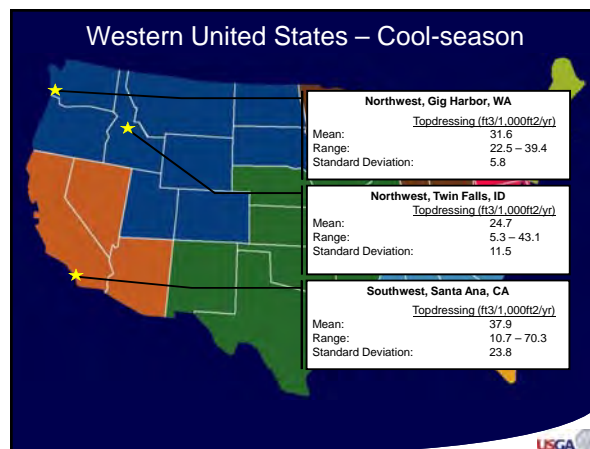 Western United States – Cool-season
Northwest, Gig Harbor, WA
Topdressing (ft3/1,000ft2/yr)
Mean: 31.6
Range: 22.5 – 39.4
Standard Deviation: 5.8
Northwest, Twin Falls, ID
Topdressing (ft3/1,000ft2/yr)
Mean: 24.7
Range: 5.3 – 43.1
Standard Deviation: 11.5
Southwest, Santa Ana, CA
Topdressing (ft3/1,000ft2/yr)
Mean: 37.9
Range: 10.7 – 70.3
Standard Deviation: 23.8
USGA